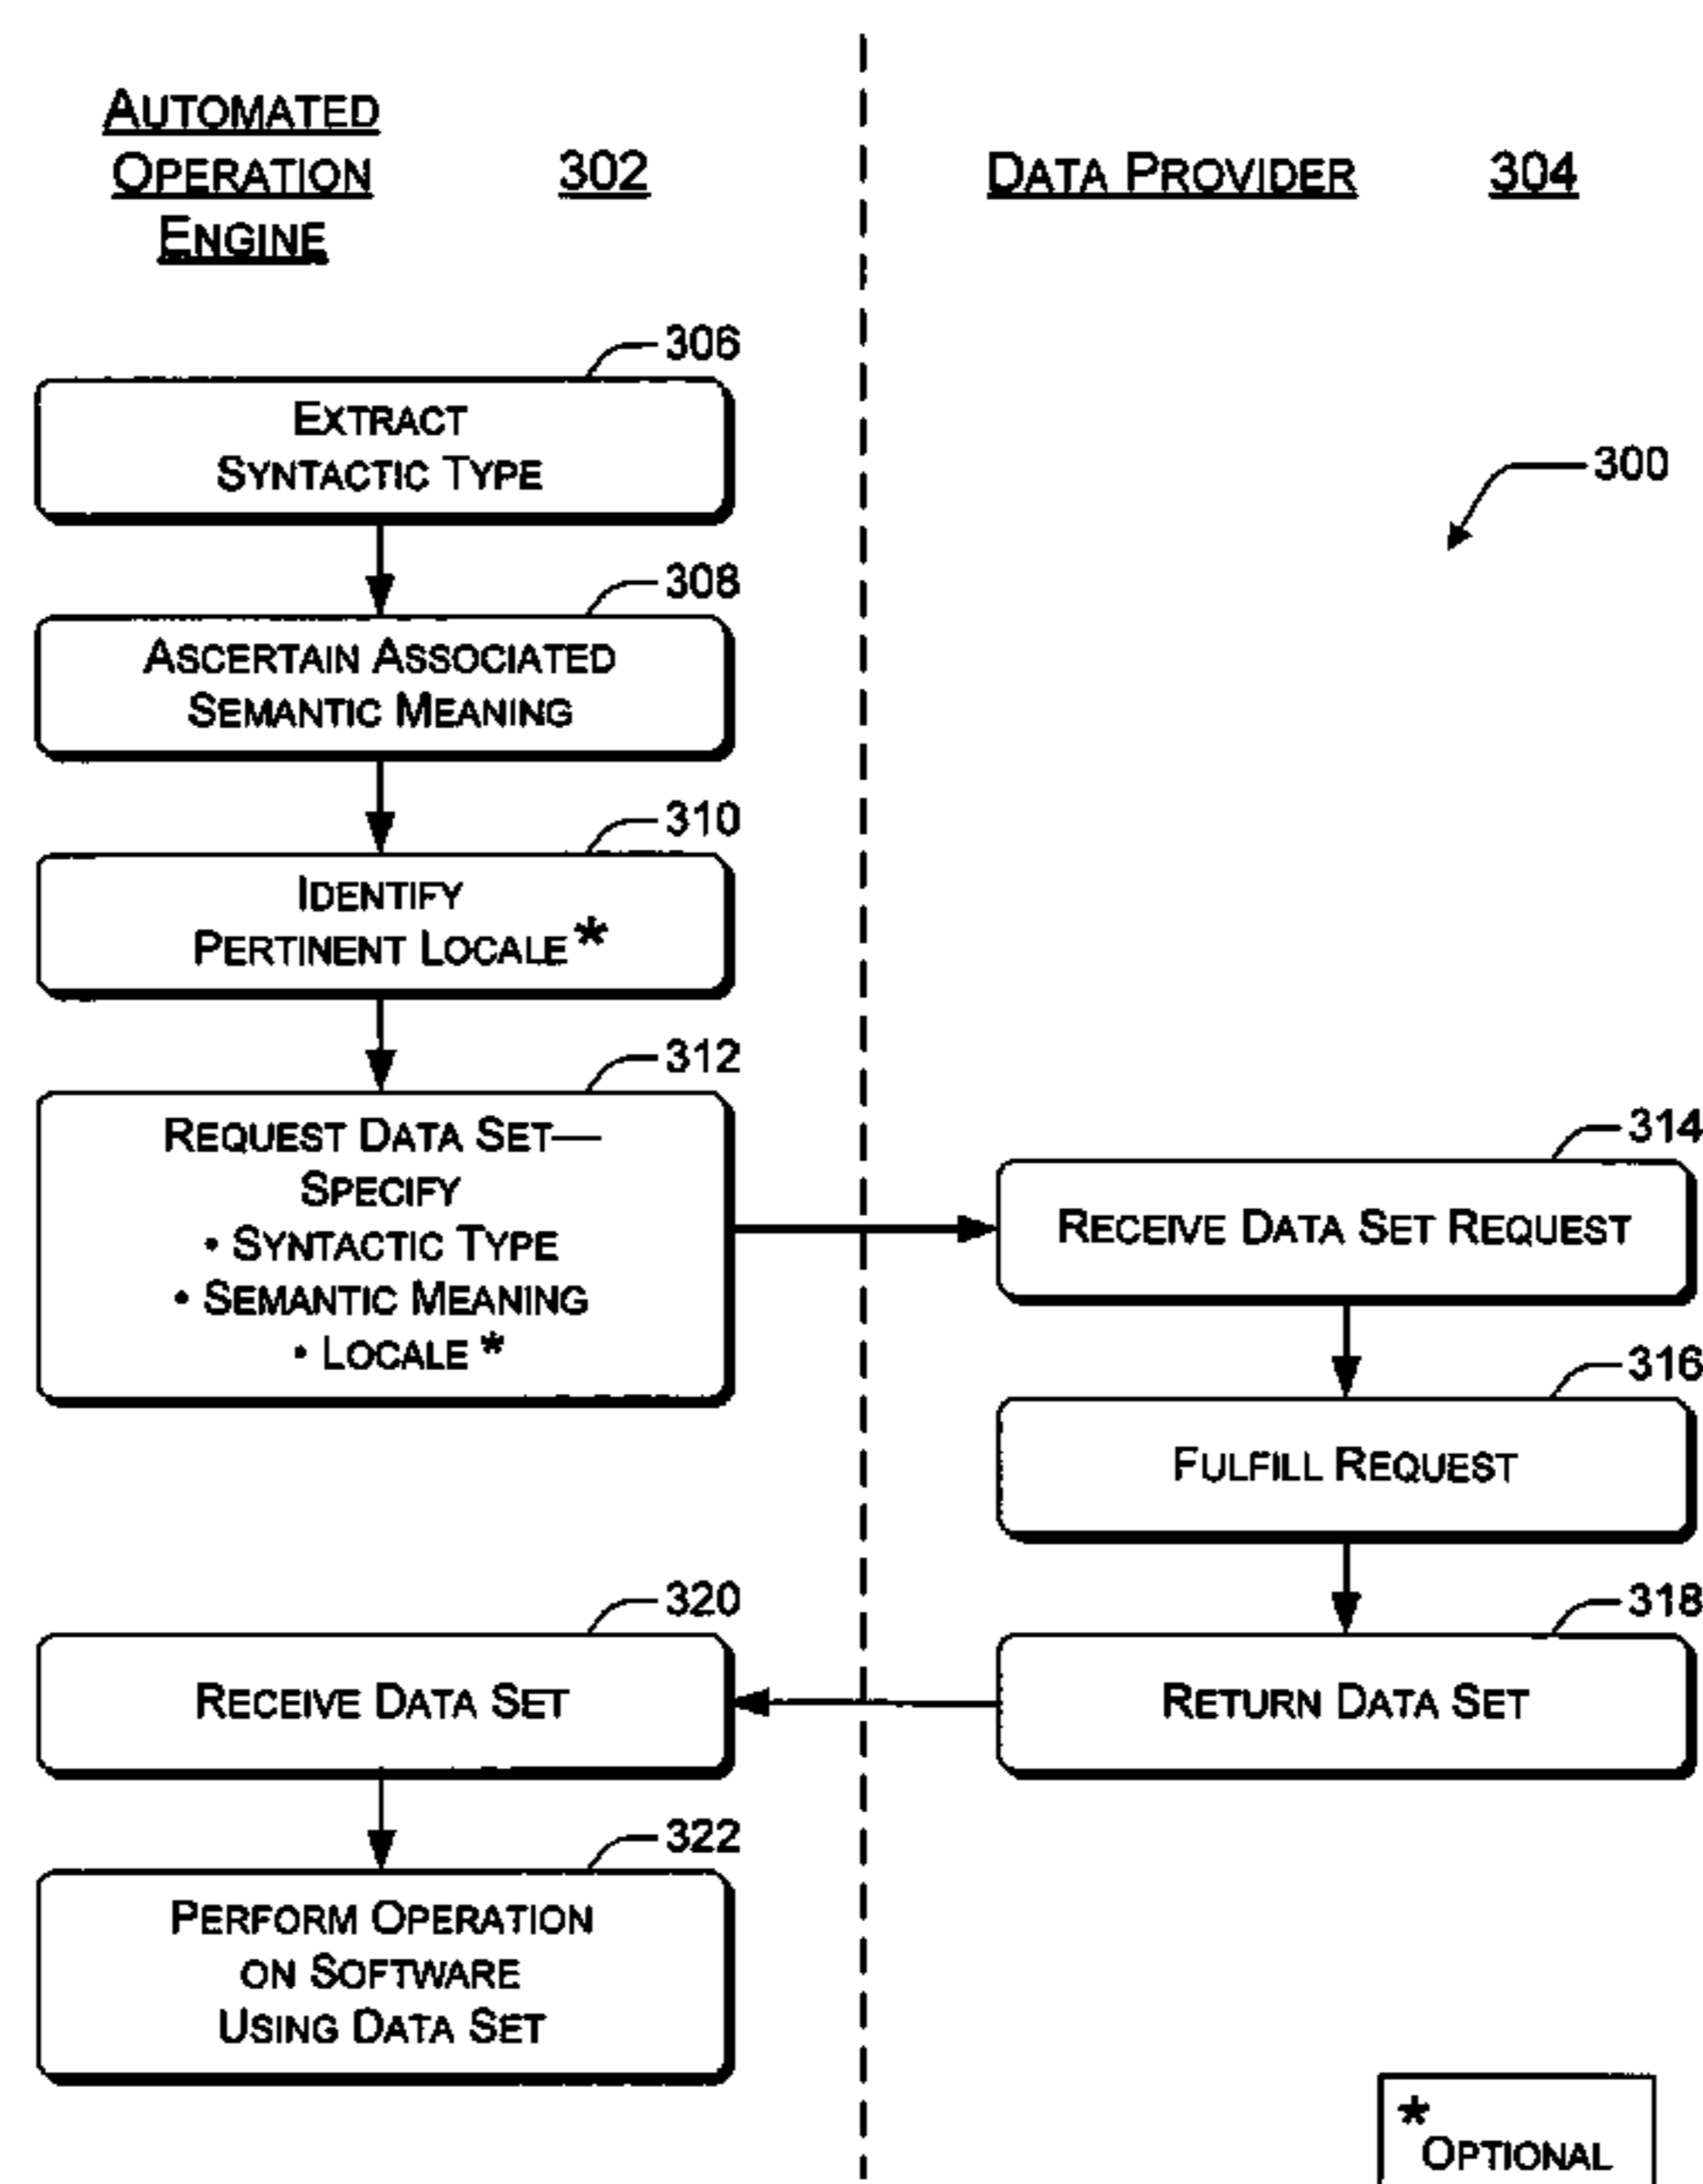 AUTOMATED
OPERATION 302
ENGINE
DATA PROVIDER 304
300
306
EXTRACT
SYNTACTIC TYPE
308
ASCERTAIN ASSOCIATED
SEMANTIC MEANING
310
IDENTIFY
PERTINENT LOCALE*
312
REQUEST DATA SET—
SPECIFY
• SYNTACTIC TYPE
• SEMANTIC MEANING
• LOCALE*
314
RECEIVE DATA SET REQUEST
316
FULFILL REQUEST
318
RETURN DATA SET
320
RECEIVE DATA SET
322
PERFORM OPERATION
ON SOFTWARE
USING DATA SET
*OPTIONAL